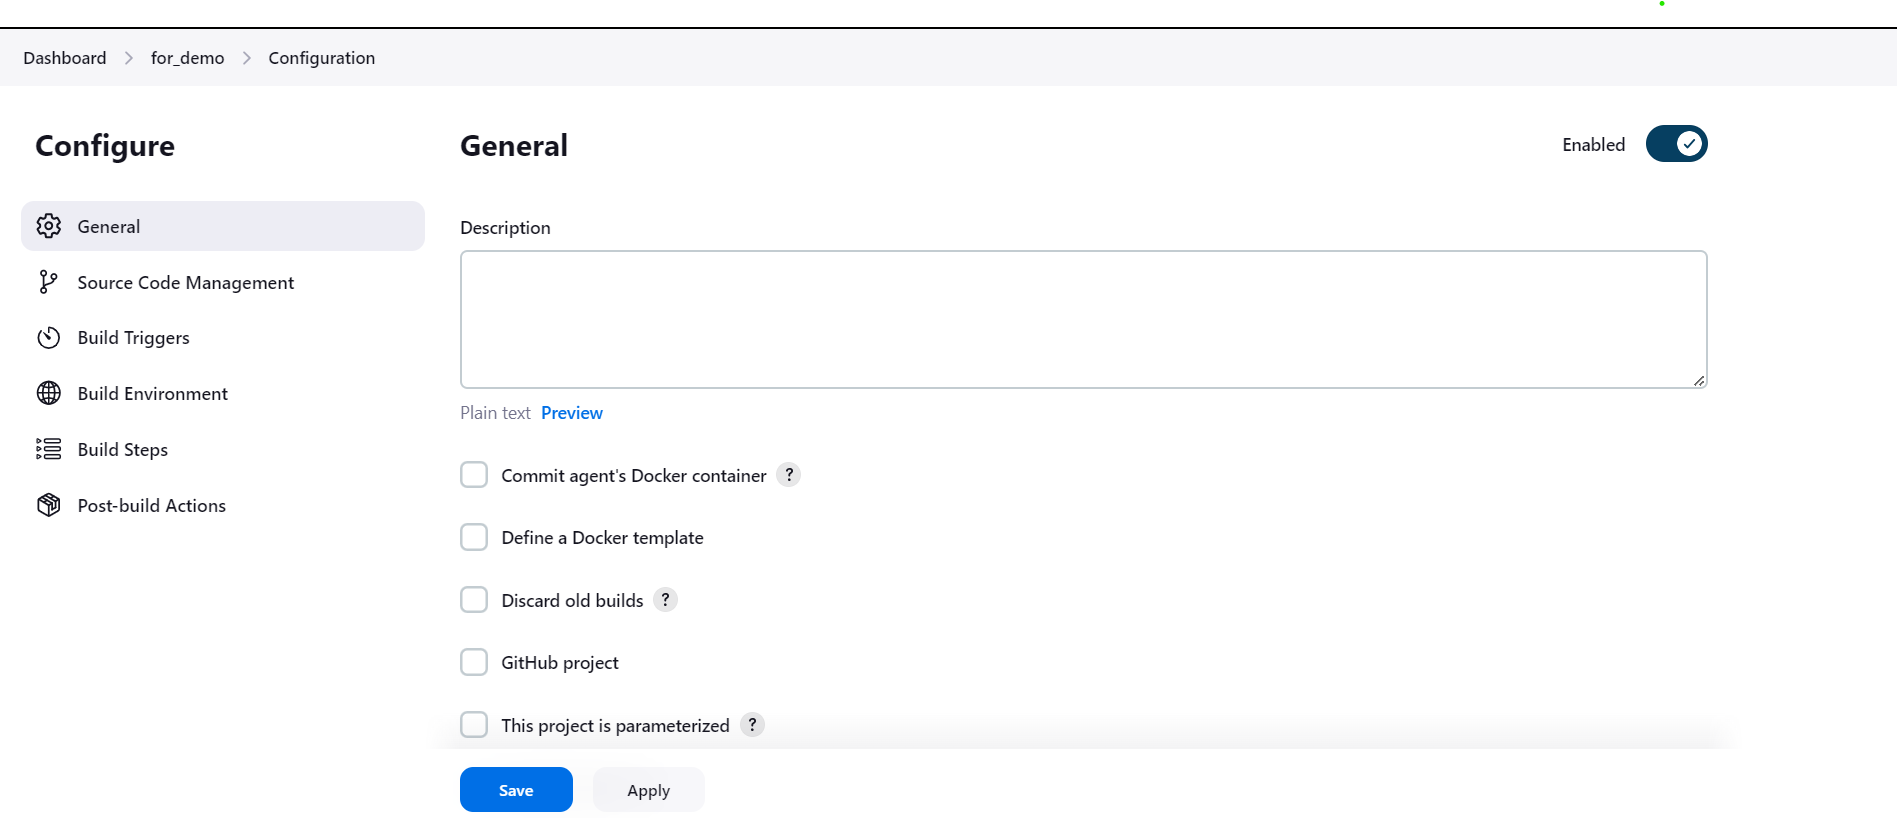 Dashboard > for_demo > Configuration
Configure
General
Source Code Management
Build Triggers
Build Environment
Build Steps
Post-build Actions
General
Enabled
Description
Plain text Preview
Commit agent's Docker container ?
Define a Docker template
Discard old builds ?
GitHub project
This project is parameterized ?
Save Apply